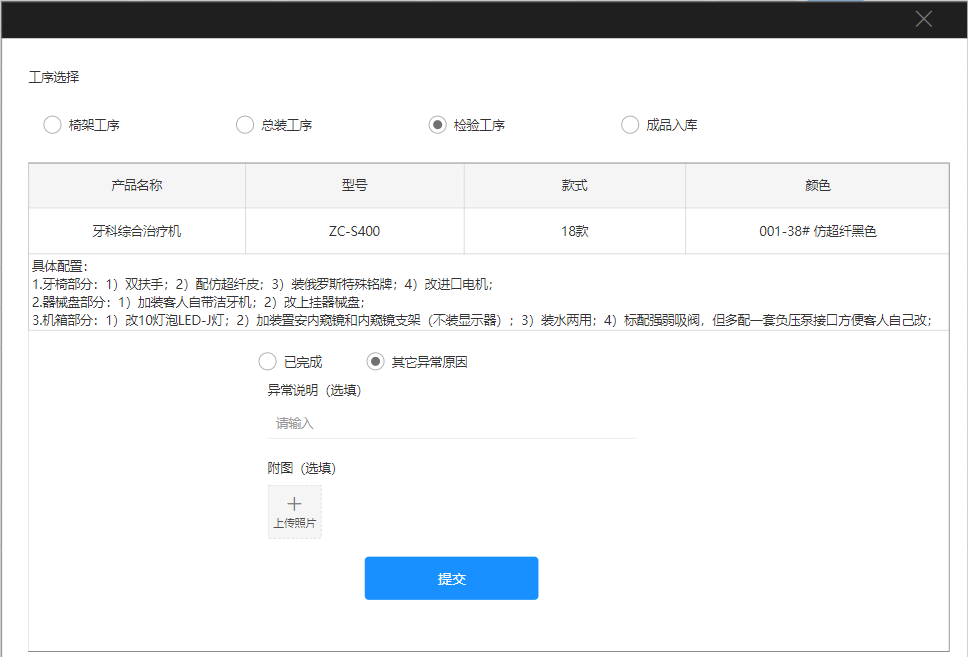 工序选择
椅架工序 总装工序 检验工序 成品入库
产品名称 型号 款式 颜色
牙科综合治疗机 ZC-S400 18款 001-38# 仿超纤黑色
具体配置：
1.牙椅部分：1）双扶手；2）配仿超纤皮；3）装俄罗斯特殊铭牌；4）改进口电机；
2.器械盘部分：1）加装客人自带洁牙机；2）改上挂器械盘；
3.机箱部分：1）改10灯泡LED-J灯；2）加装置安内窥镜和内窥镜支架（不装显示器）；3）装水两用；4）标配强弱吸阀，但多配一套负压泵接口方便客人自己改；
已完成 其它异常原因
异常说明（选填）
请输入
附图（选填）
上传照片
提交